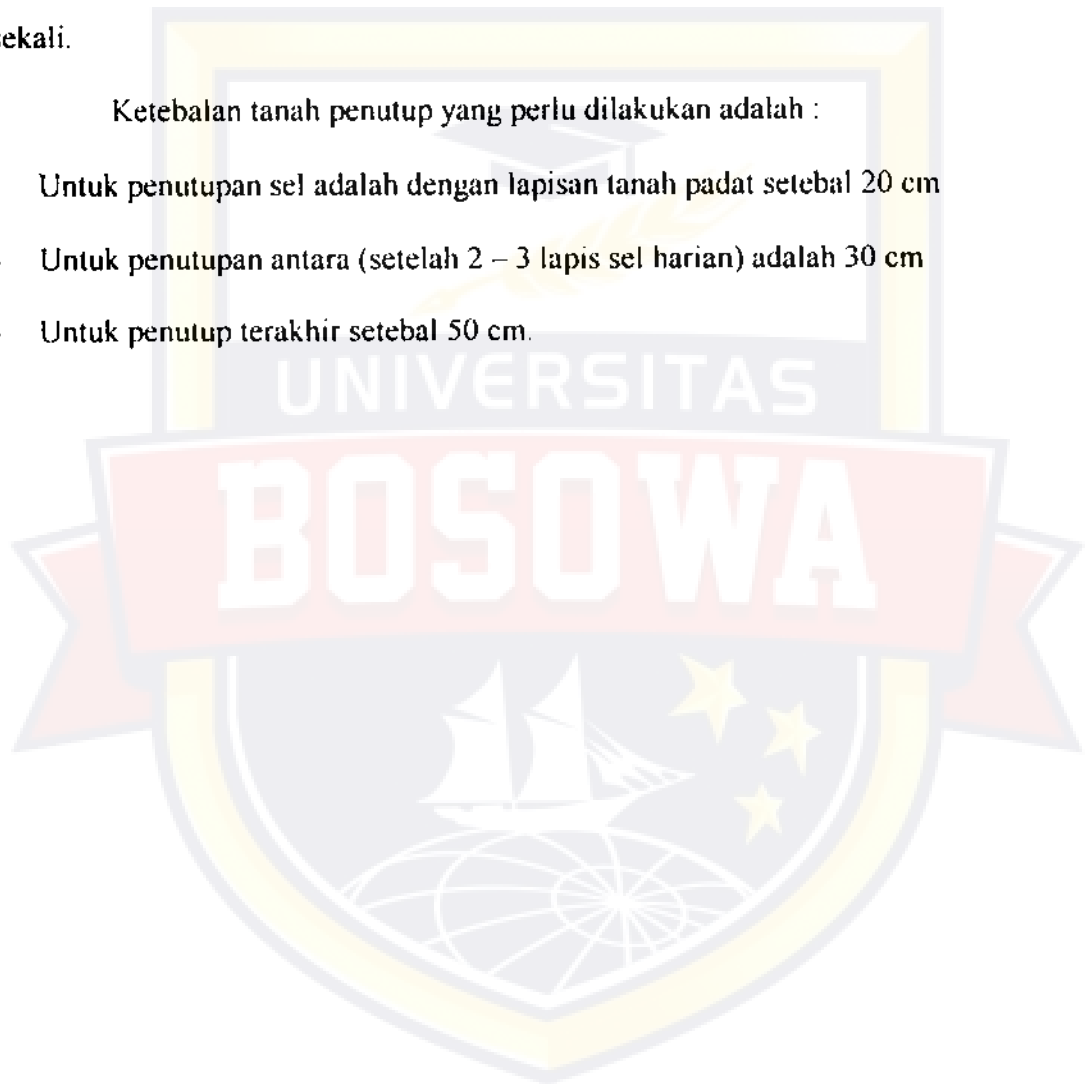 sekali.
Ketebalan tanah penutup yang perlu dilakukan adalah :
Untuk penutupan sel adalah dengan lapisan tanah padat setebal 20 cm
- Untuk penutupan antara (setelah 2 – 3 lapis sel harian) adalah 30 cm
- Untuk penutup terakhir setebal 50 cm.
UNIVERSITAS
BOSOWA